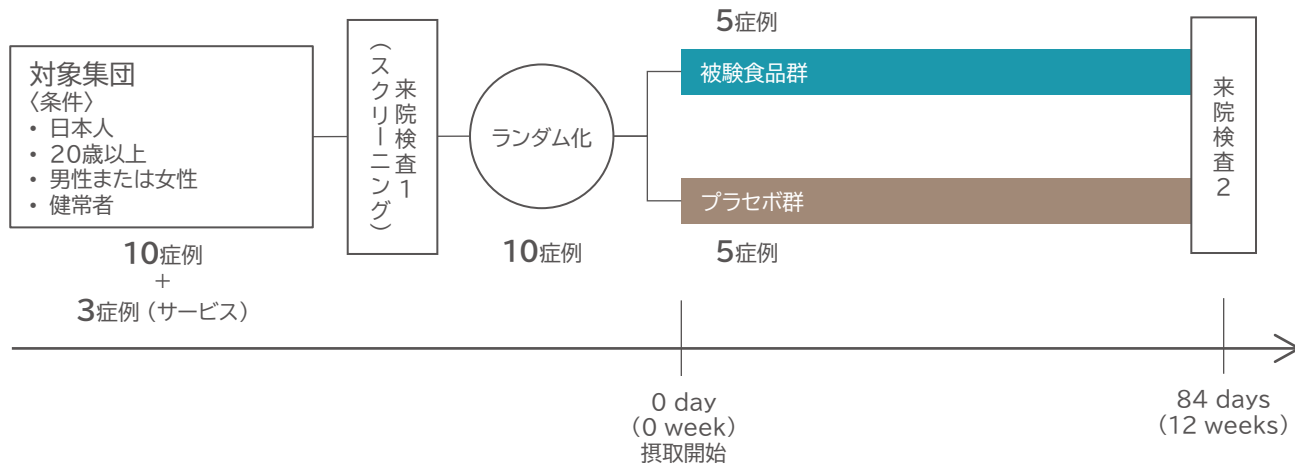 対象集団
〈条件〉
• 日本人
• 20歳以上
• 男性または女性
• 健常者
10症例
+
3症例（サービス）
来院検査1
（スクリーニング）
ランダム化
10症例
5症例
被験食品群
プラセボ群
5症例
来院検査2
0 day
(0 week)
摂取開始
84 days
(12 weeks)